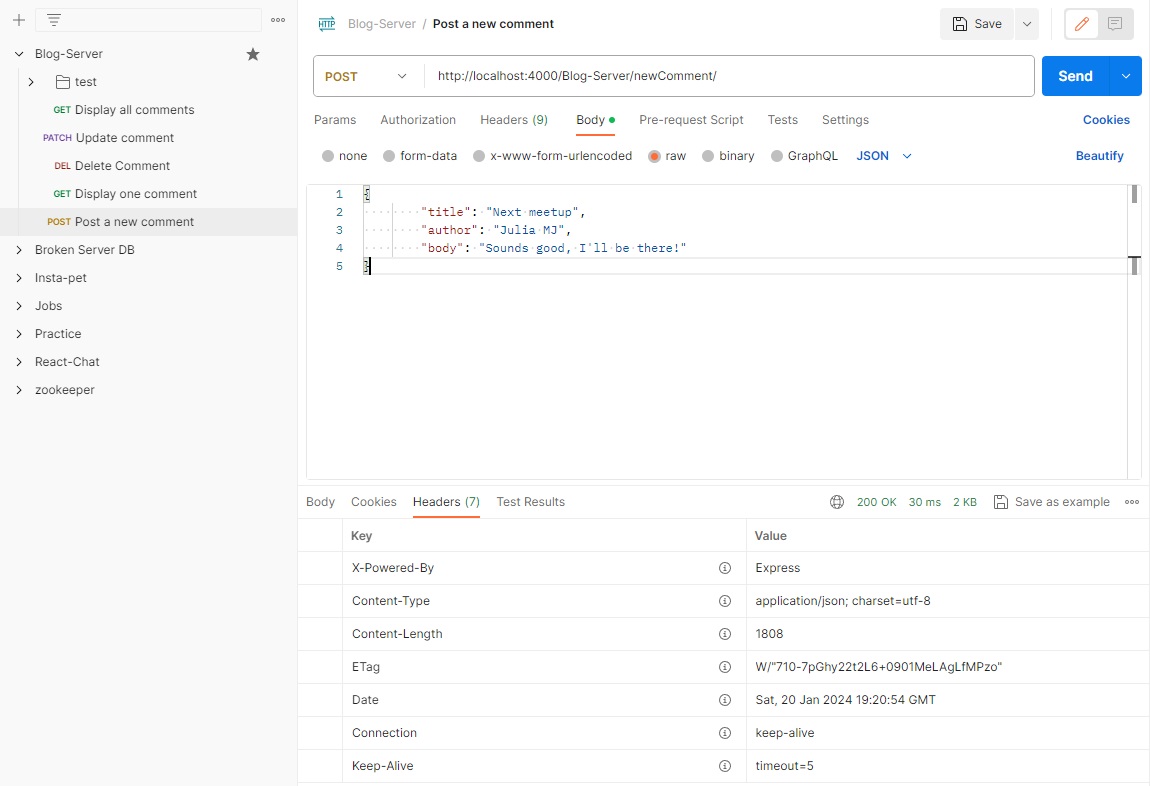 HTTP Blog-Server / Post a new comment Save
Blog-Server
test
GET Display all comments
PATCH Update comment
DEL Delete Comment
GET Display one comment
POST Post a new comment
Broken Server DB
Insta-pet
Jobs
Practice
React-Chat
zookeeper
POST http://localhost:4000/Blog-Server/newComment/ Send
Params Authorization Headers (9) Body Pre-request Script Tests Settings Cookies
none form-data x-www-form-urlencoded raw binary GraphQL JSON Beautify
1 {
2 "title": "Next meetup",
3 "author": "Julia MJ",
4 "body": "Sounds good, I'll be there!"
5 }
Body Cookies Headers (7) Test Results 200 OK 30 ms 2 KB Save as example
Key Value
X-Powered-By Express
Content-Type application/json; charset=utf-8
Content-Length 1808
ETag W/"710-7pGhy22t2L6+0901MeLAgLfMPzo"
Date Sat, 20 Jan 2024 19:20:54 GMT
Connection keep-alive
Keep-Alive timeout=5